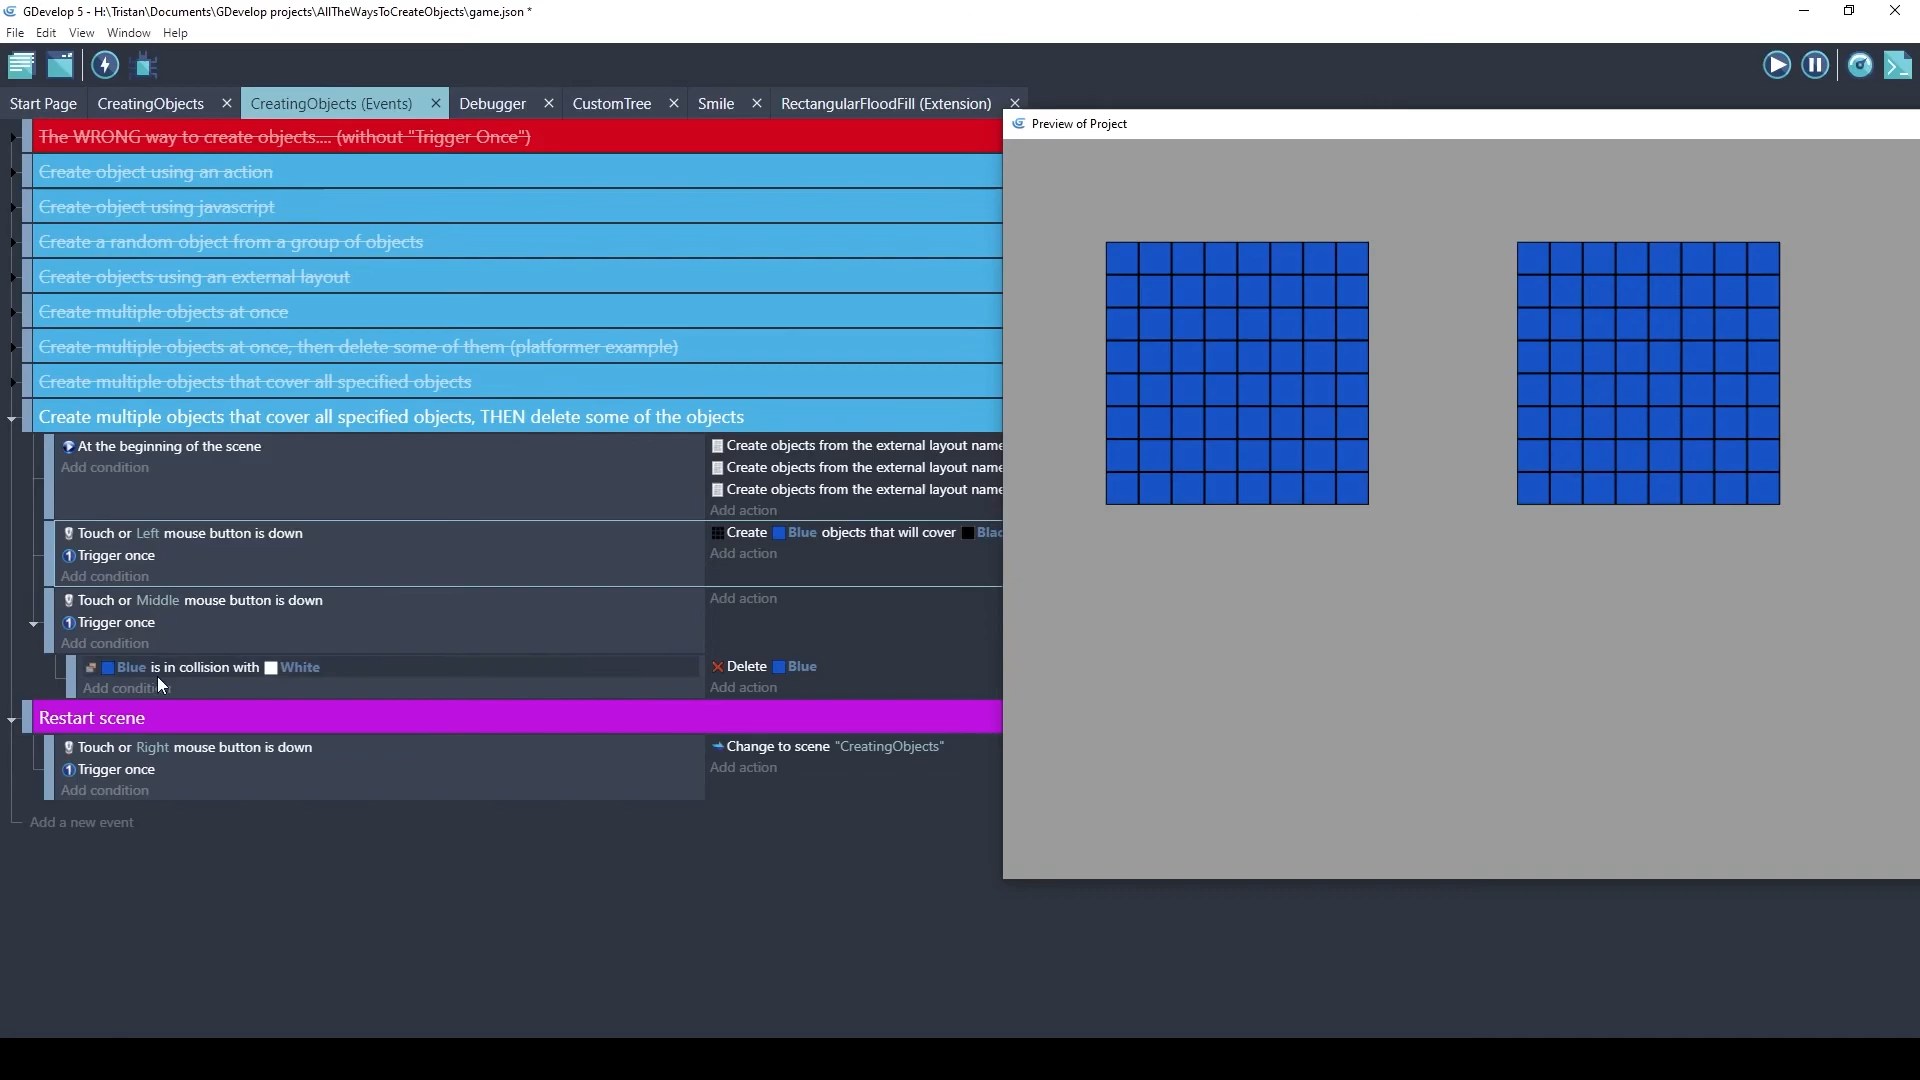 GDevelop 5 - H:\Tristan\Documents\GDevelop projects\AllTheWaysToCreateObjects\game.json *
File Edit View Window Help
Start Page CreatingObjects CreatingObjects (Events) Debugger CustomTree Smile RectangularFloodFill (Extension)
Preview of Project
The WRONG way to create objects.... (without "Trigger Once")
Create object using an action
Create object using javascript
Create a random object from a group of objects
Create objects using an external layout
Create multiple objects at once
Create multiple objects at once, then delete some of them (platformer example)
Create multiple objects that cover all specified objects
Create multiple objects that cover all specified objects, THEN delete some of the objects
At the beginning of the scene
Add condition
Create objects from the external layout name
Create objects from the external layout name
Create objects from the external layout name
Add action
Touch or Left mouse button is down
Trigger once
Add condition
Create Blue objects that will cover Blac
Add action
Touch or Middle mouse button is down
Trigger once
Add condition
Add action
Blue is in collision with White
Add condition
Delete Blue
Add action
Restart scene
Touch or Right mouse button is down
Trigger once
Add condition
Change to scene "CreatingObjects"
Add action
Add a new event